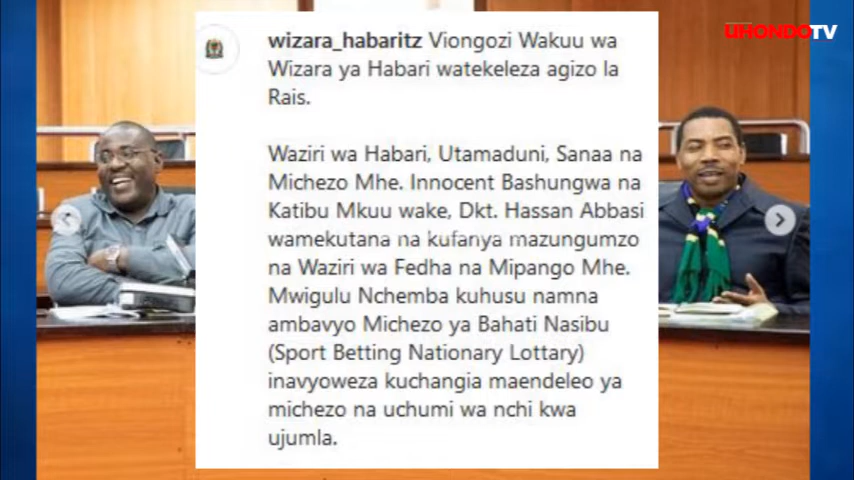 UHONDOTV
wizara_habaritz Viongozi Wakuu wa
Wizara ya Habari watekeleza agizo la
Rais.
Waziri wa Habari, Utamaduni, Sanaa na
Michezo Mhe. Innocent Bashungwa na
Katibu Mkuu wake, Dkt. Hassan Abbasi
wamekutana na kufanya mazungumzo
na Waziri wa Fedha na Mipango Mhe.
Mwigulu Nchemba kuhusu namna
ambavyo Michezo ya Bahati Nasibu
(Sport Betting Nationary Lottary)
inavyoweza kuchangia maendeleo ya
michezo na uchumi wa nchi kwa
ujumla.